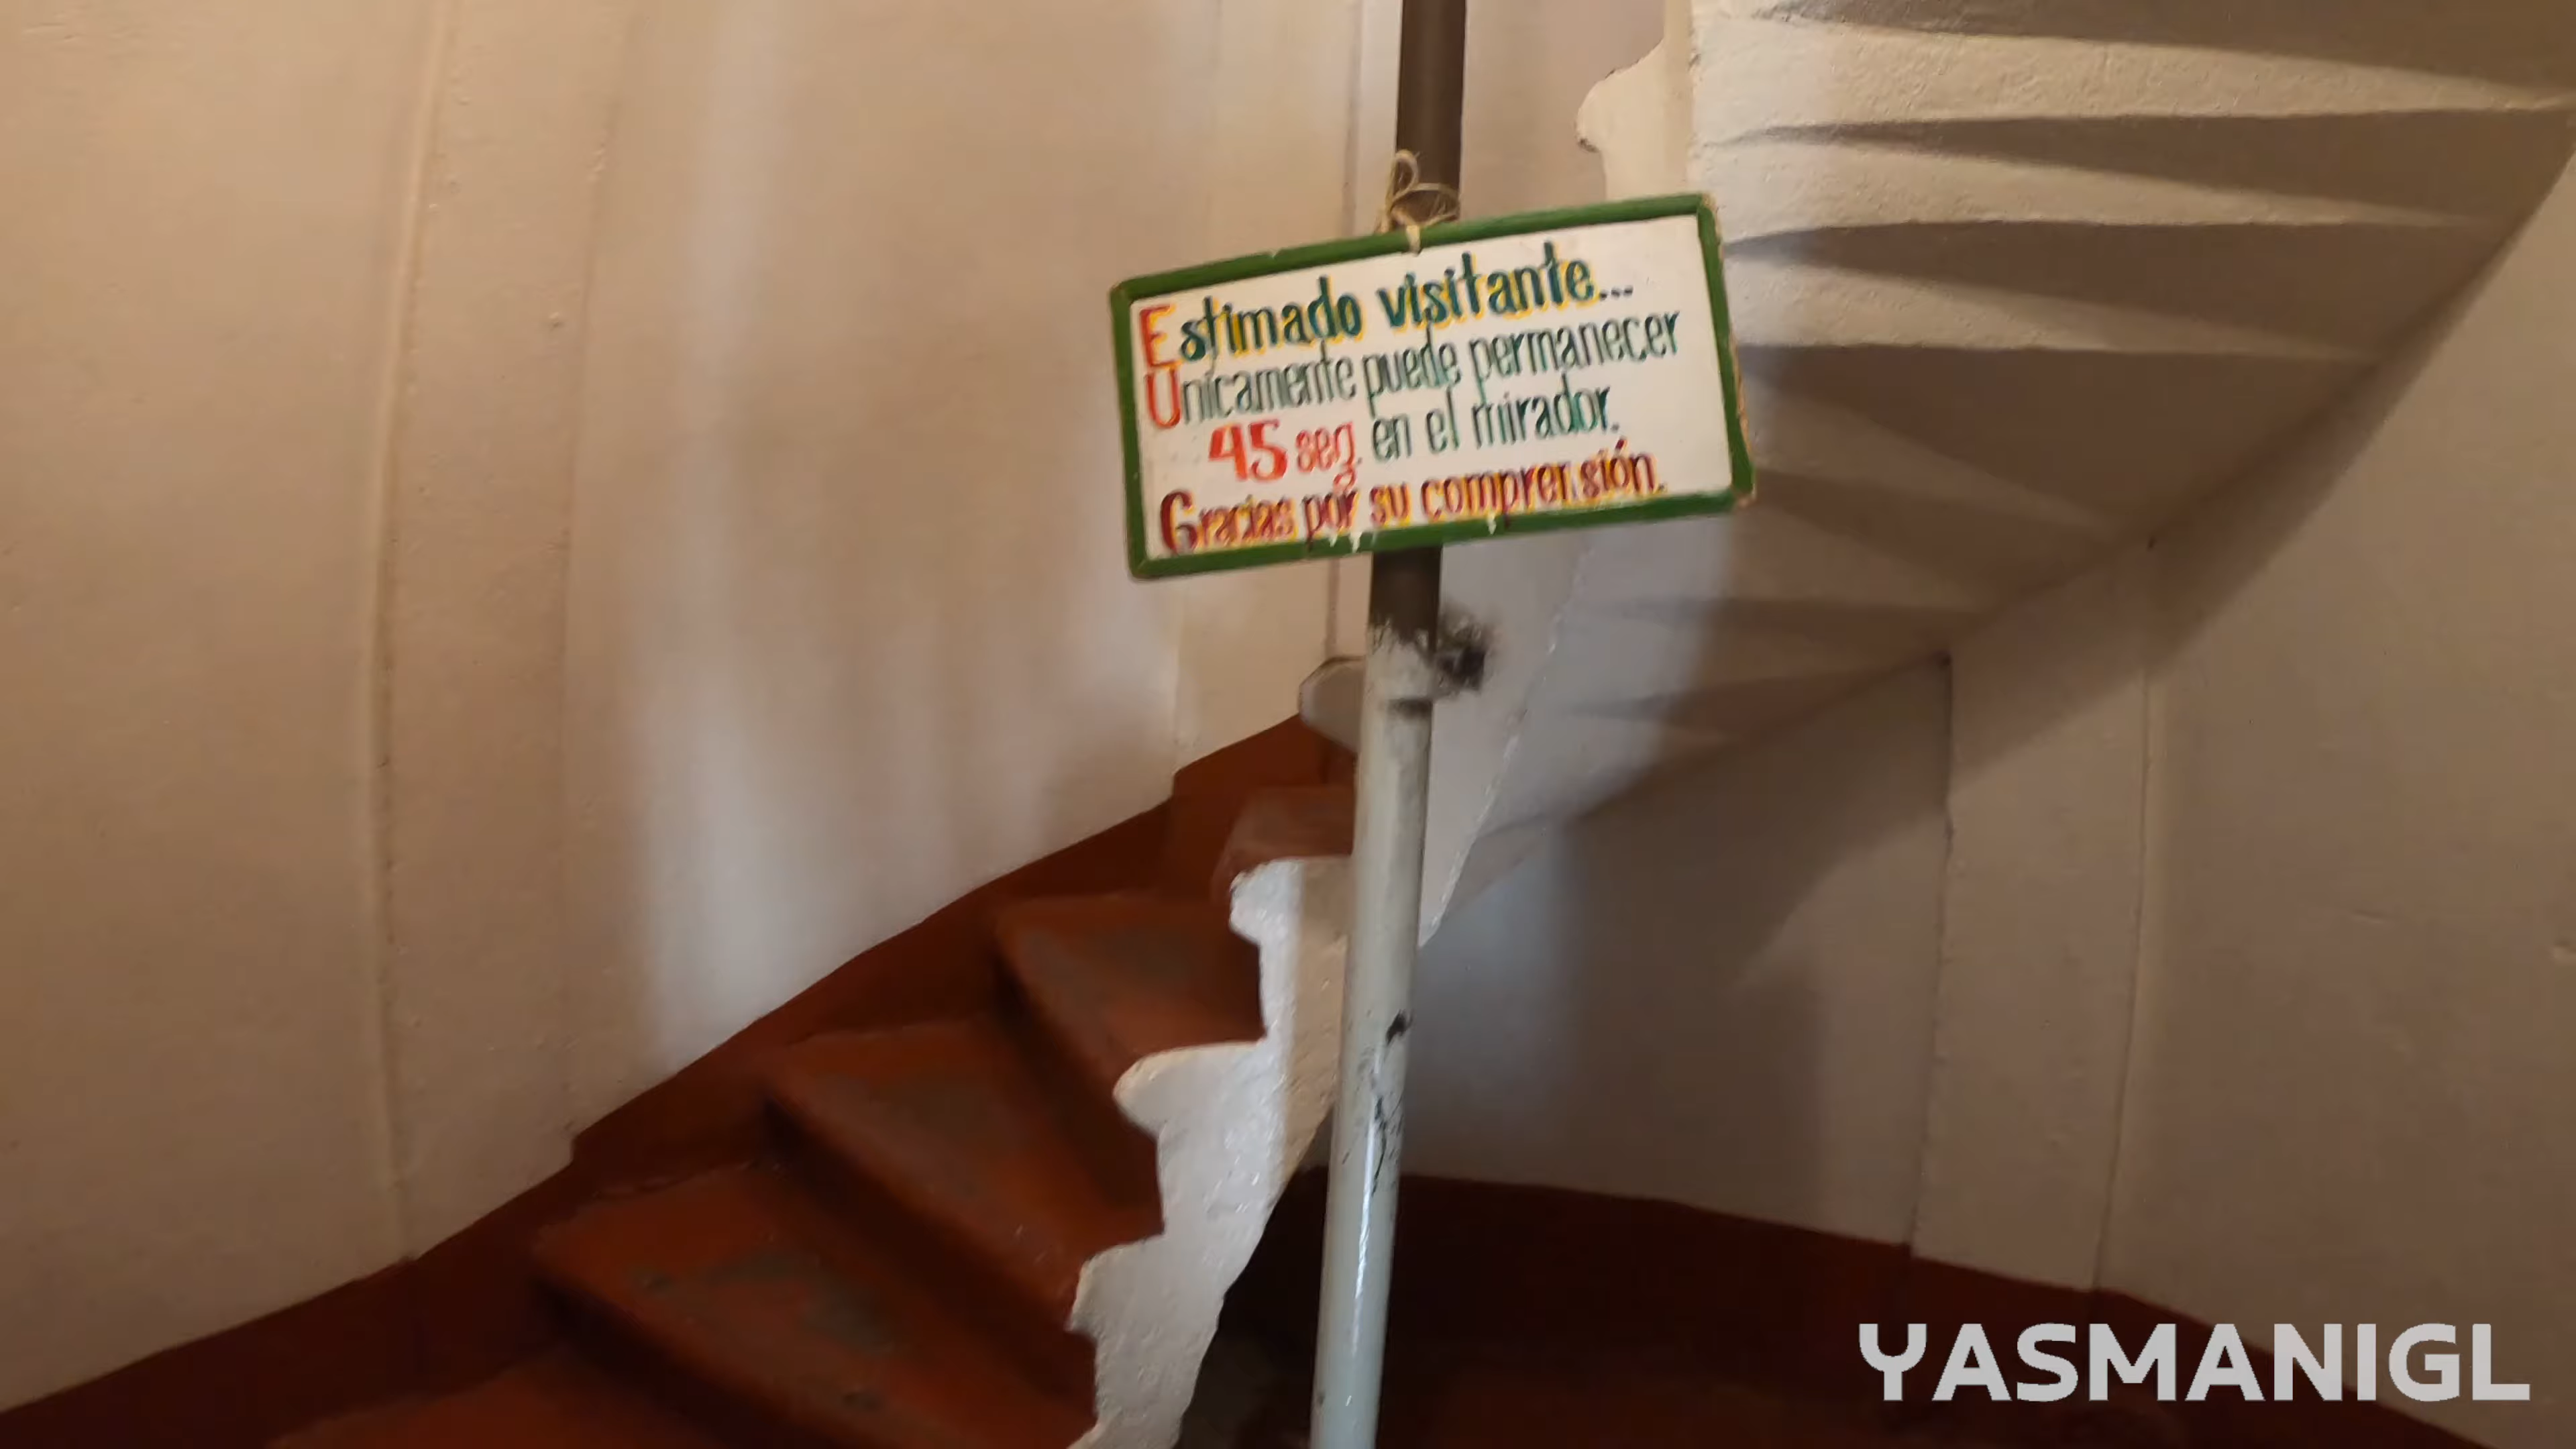 Estimado visitante...
Unicamente puede permanecer
45 seg. en el mirador.
Gracias por su comprensión.
YASMANIGL